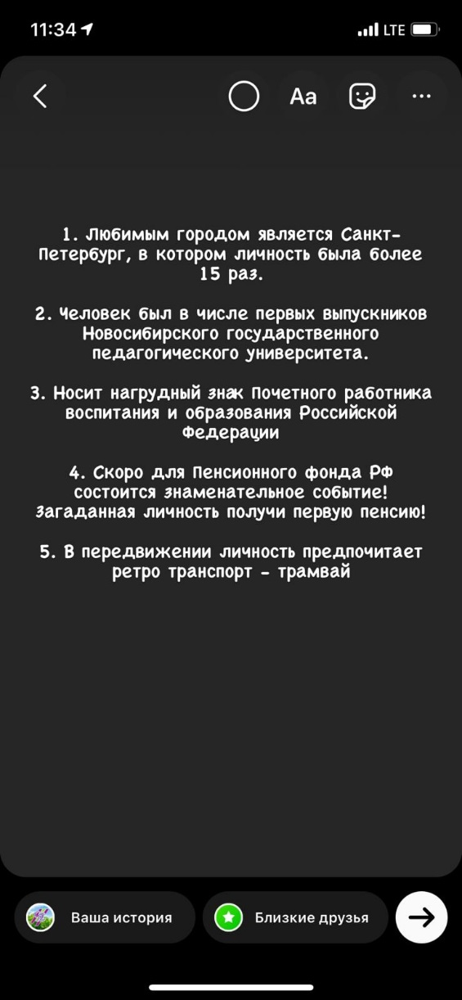 11:34
LTE
Aa
1. Любимым городом является Санкт-
Петербург, в котором личность была более
15 раз.
2. Человек был в числе первых выпускников
Новосибирского государственного
педагогического университета.
3. Носит нагрудный знак Почетного работника
воспитания и образования Российской
Федерации
4. Скоро для Пенсионного фонда РФ
состоится знаменательное событие!
Загаданная личность получи первую пенсию!
5. В передвижении личность предпочитает
ретро транспорт - трамвай
Ваша история
Близкие друзья